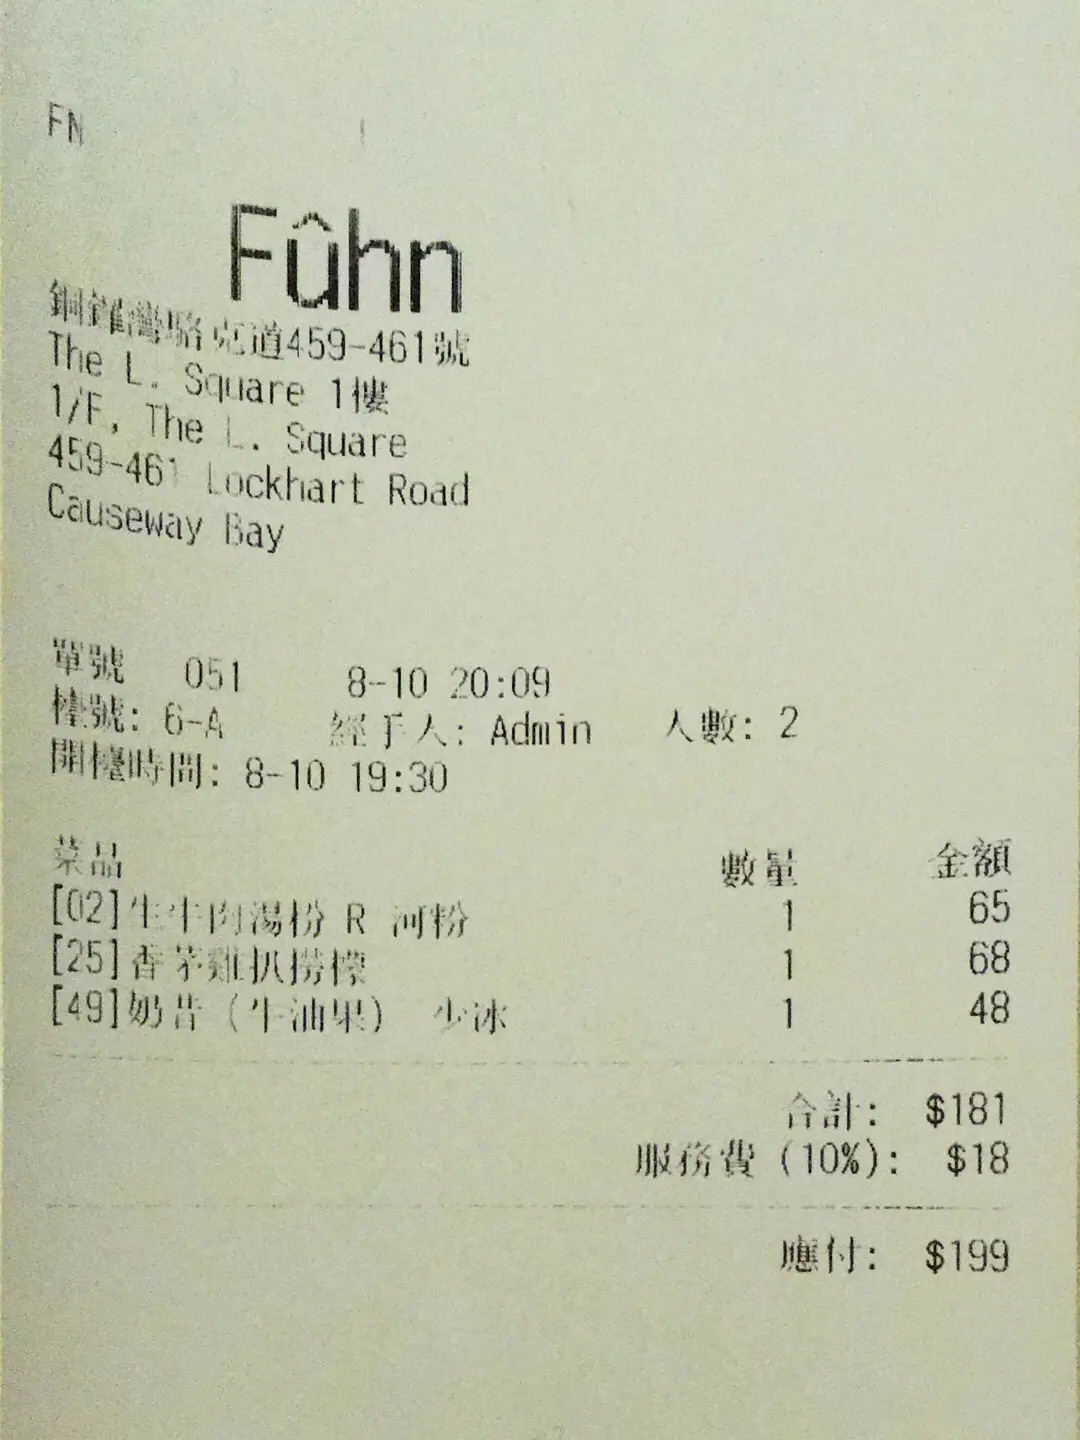 FN
Fûhn
銅鑼灣駱克道459-461號
The L. Square 1樓
1/F, The L. Square
459-461 Lockhart Road
Causeway Bay
單號 051 8-10 20:09
檯號: 6-A 經手人: Admin 人數: 2
開檯時間: 8-10 19:30
菜品 數量 金額
[02]生牛肉湯粉 R 河粉 1 65
[25]香茅雞扒撈檬 1 68
[49]奶昔(牛油果) 少冰 1 48
合計: $181
服務費(10%): $18
應付: $199